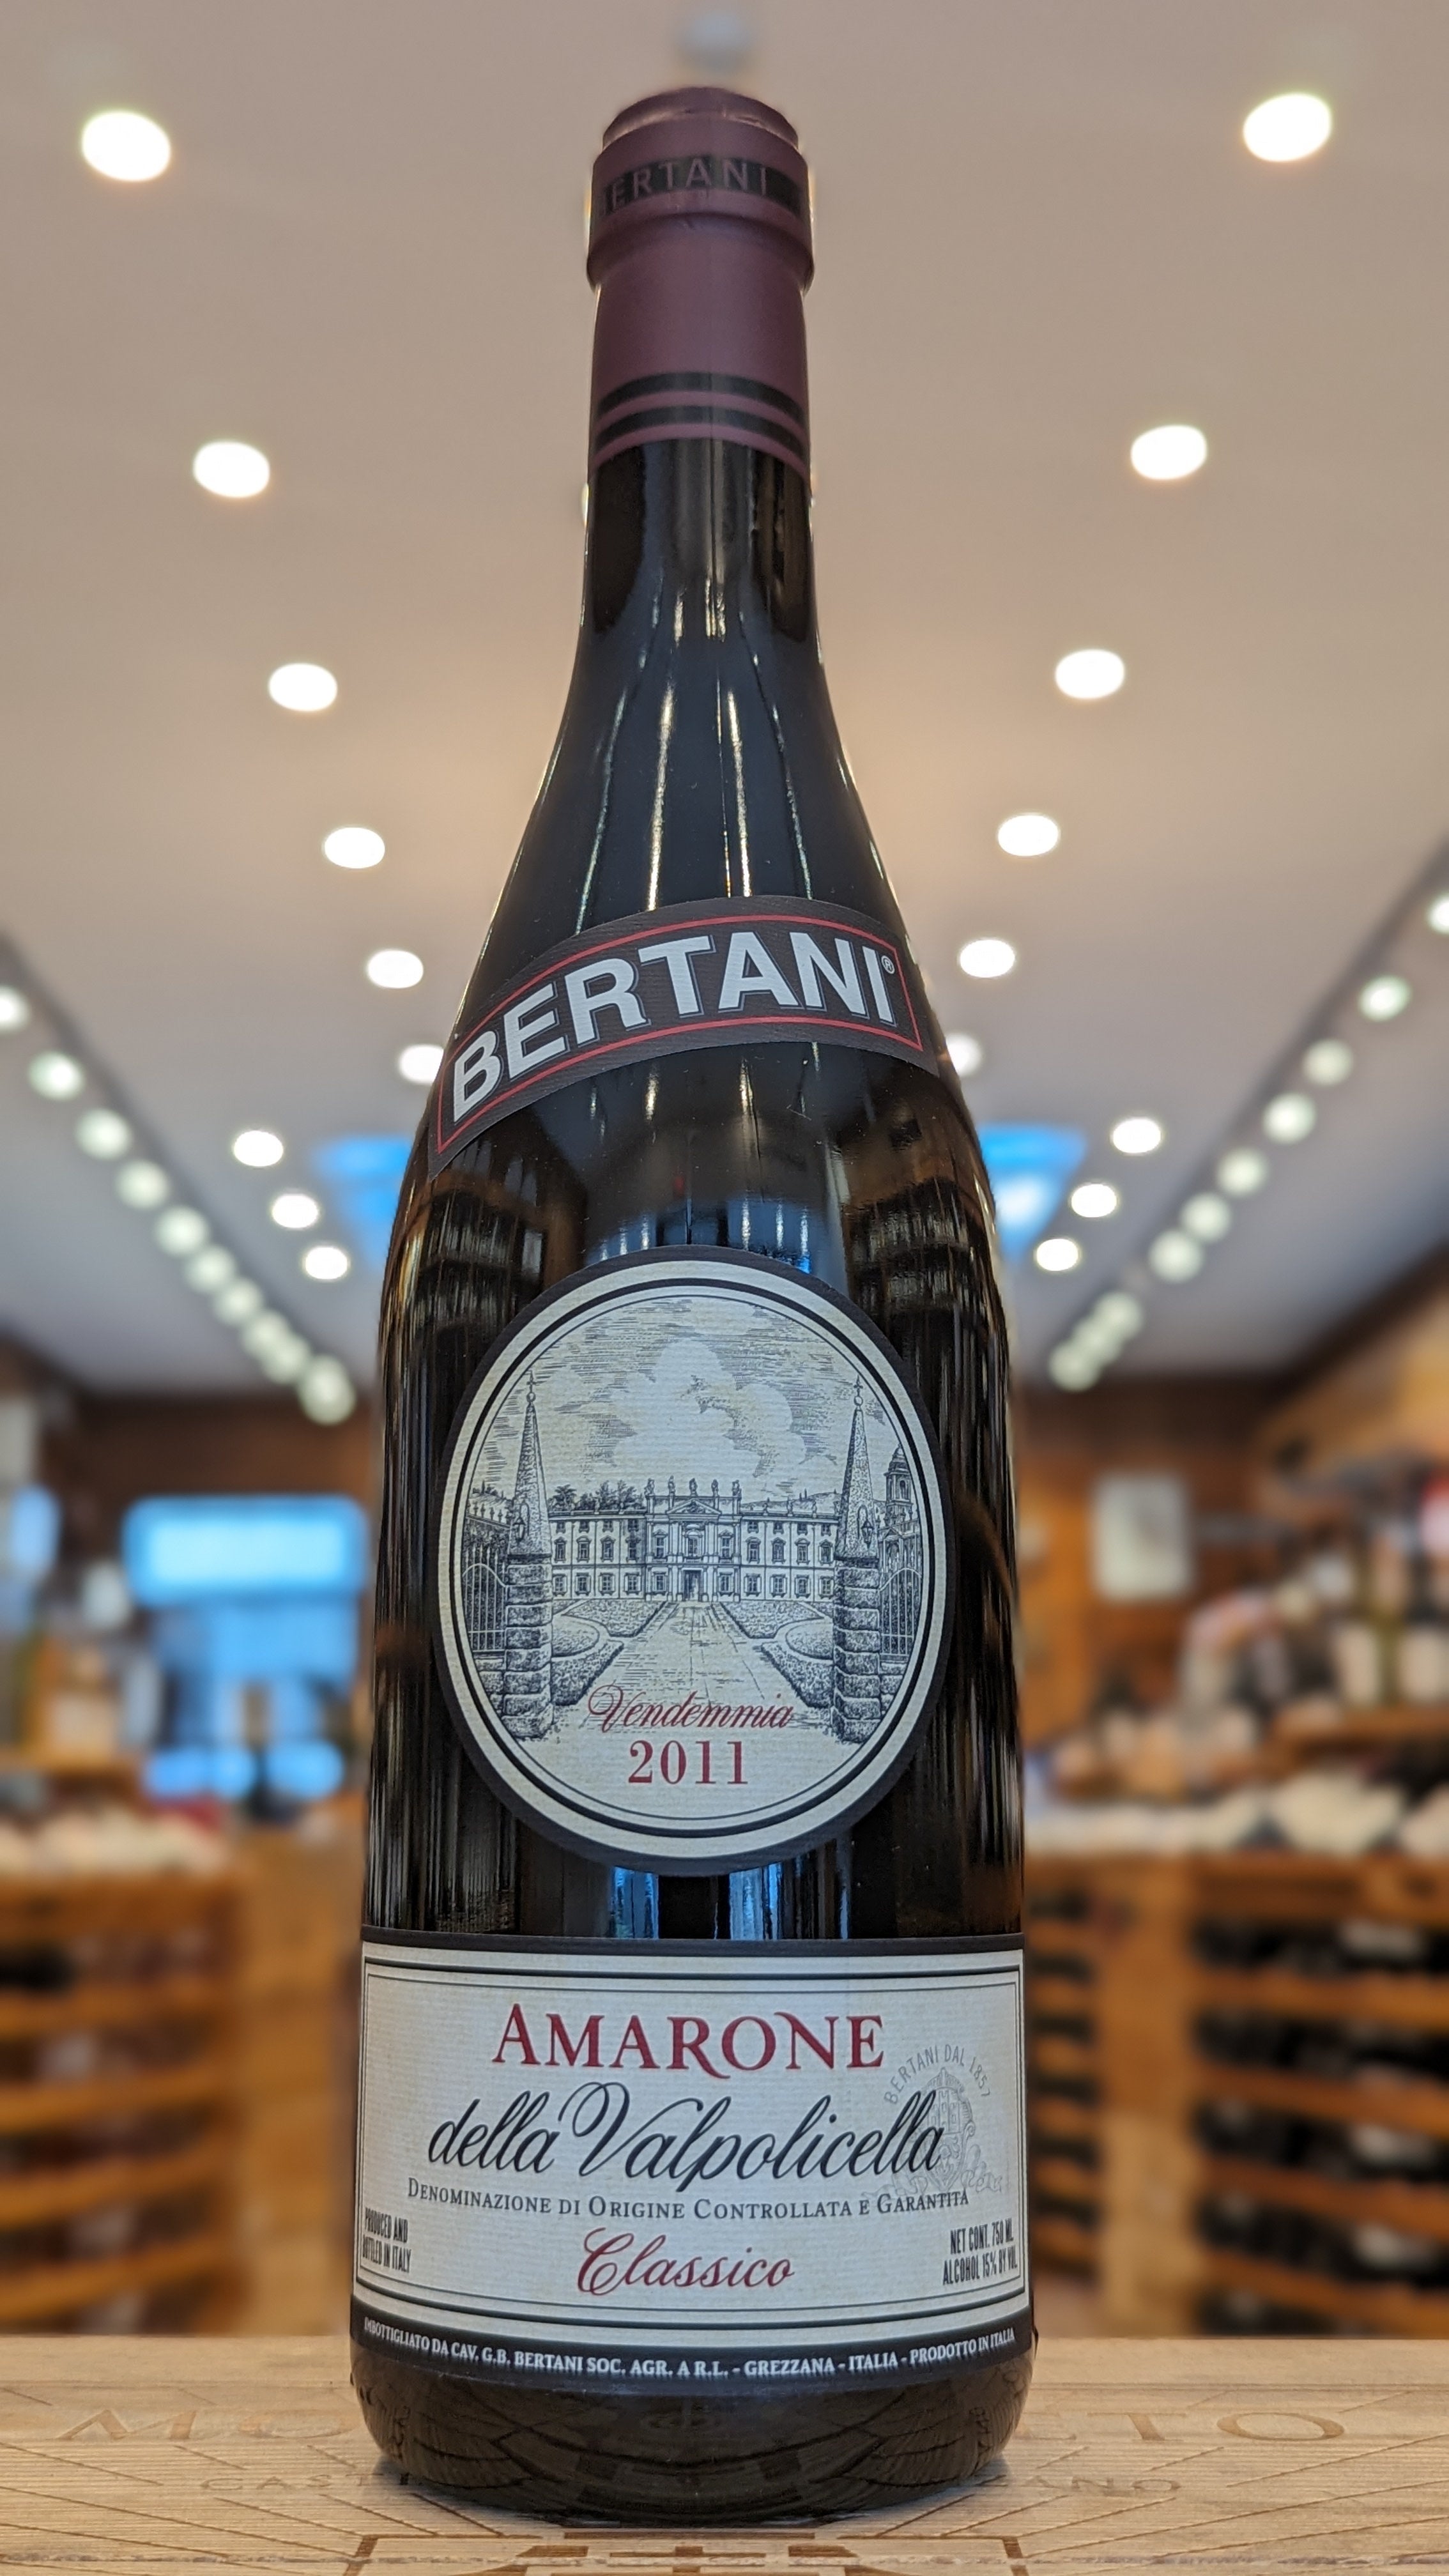 BERTANI
BERTANI®
Vendemmia
2011
AMARONE
BERTANI DAL 1857
della Valpolicella
DENOMINAZIONE DI ORIGINE CONTROLLATA E GARANTITA
PRODUCED AND
BOTTLED IN ITALY
Classico
NET CONT. 750 ML
ALCOHOL 15% BY VOL
IMBOTTIGLIATO DA CAV. G.B. BERTANI SOC. AGR. A R.L. - GREZZANA - ITALIA - PRODOTTO IN ITALIA